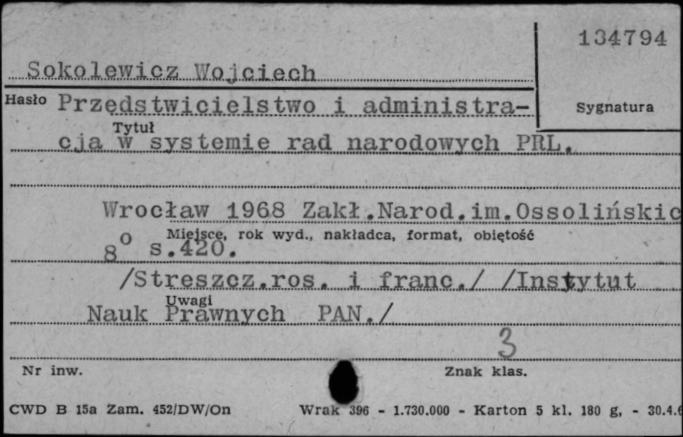 134794
Sokolewicz Wojciech
Hasło Przędstwicielstwo i administra-
Sygnatura
Tytuł
cja w systemie rad narodowych PRL.
Wrocław 1968 Zakł.Narod.im.Ossolińskic
Miejsce, rok wyd., nakładca, format, objętość
8° s.420.
/Streszcz.ros. i franc./ /Instytut
Uwagi
Nauk Prawnych PAN./
3
Nr inw.
Znak klas.
CWD B 15a Zam. 452/DW/On Wrak 396 - 1.730.000 - Karton 5 kl. 180 g, - 30.4.6